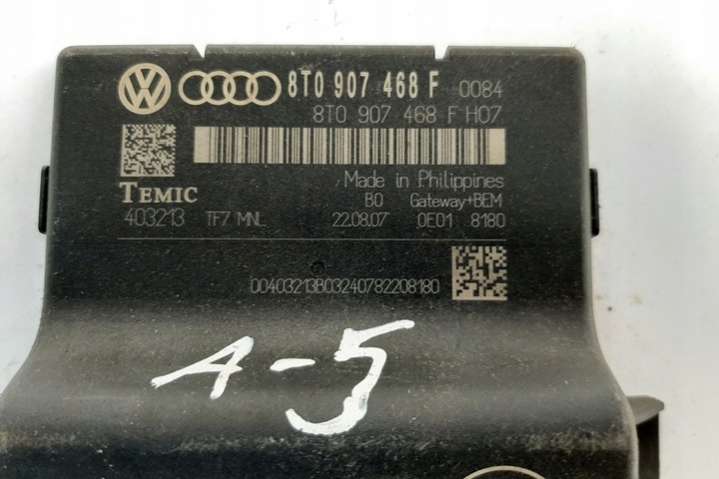 8T0 907 468 F 0084
8T0 907 468 F H07
TEMIC
Made in Philippines
B0 Gateway+BEM
403213 TF7 MNL 22.08.07 0E01 8180
00403213B03240782208180
A-5